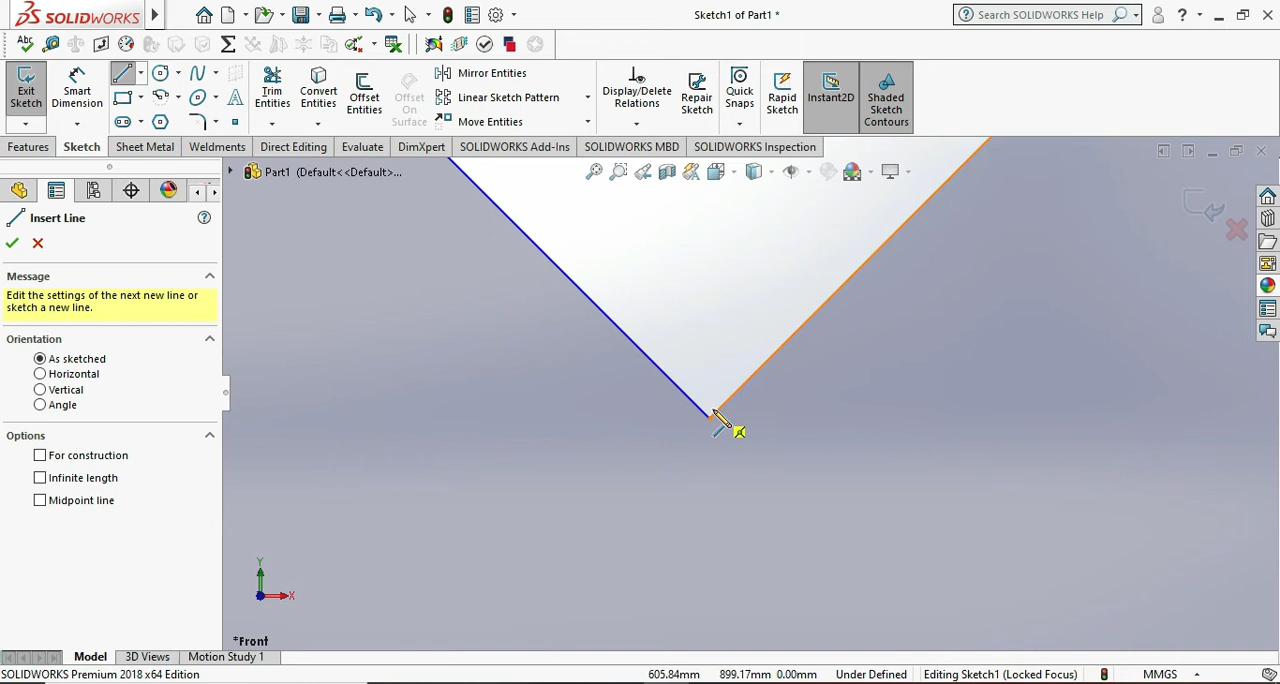 SOLIDWORKS
Sketch1 of Part1 *
Search SOLIDWORKS Help
Exit Sketch
Smart Dimension
Trim Entities
Convert Entities
Offset Entities
Offset On Surface
Mirror Entities
Linear Sketch Pattern
Move Entities
Display/Delete Relations
Repair Sketch
Quick Snaps
Rapid Sketch
Instant2D
Shaded Sketch Contours
Features Sketch Sheet Metal Weldments Direct Editing Evaluate DimXpert SOLIDWORKS Add-Ins SOLIDWORKS MBD SOLIDWORKS Inspection
Part1 (Default<<Default>...
Insert Line
Message
Edit the settings of the next new line or
sketch a new line.
Orientation
As sketched
Horizontal
Vertical
Angle
Options
For construction
Infinite length
Midpoint line
Y
X
*Front
Model 3D Views Motion Study 1
SOLIDWORKS Premium 2018 x64 Edition 605.84mm 899.17mm 0.00mm Under Defined Editing Sketch1 (Locked Focus) MMGS